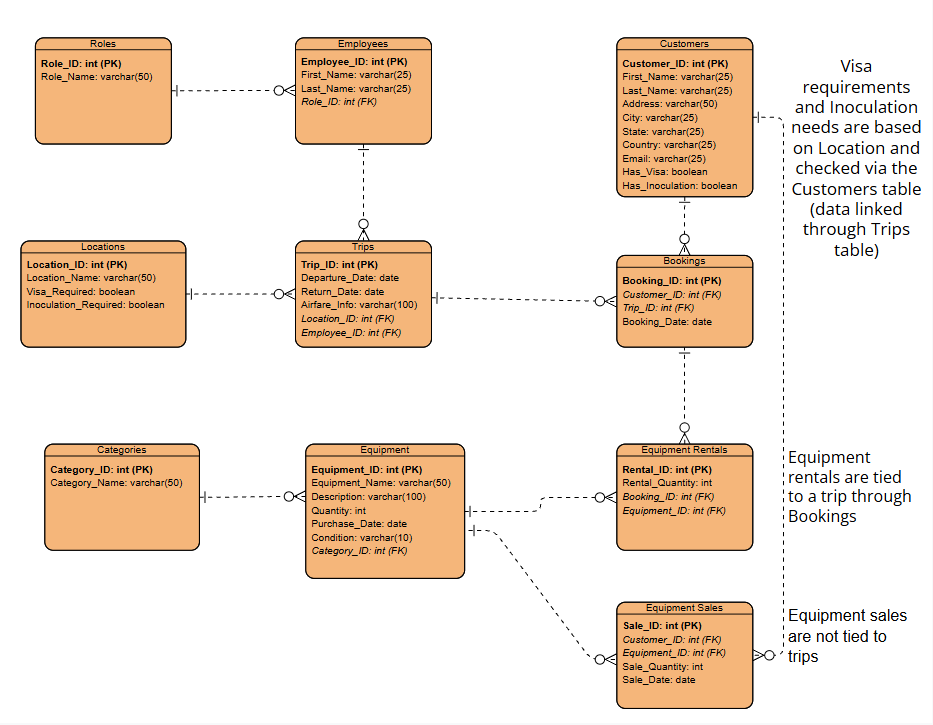 Roles
Role_ID: int (PK)
Role_Name: varchar(50)
Employees
Employee_ID: int (PK)
First_Name: varchar(25)
Last_Name: varchar(25)
Role_ID: int (FK)
Customers
Customer_ID: int (PK)
First_Name: varchar(25)
Last_Name: varchar(25)
Address: varchar(50)
City: varchar(25)
State: varchar(25)
Country: varchar(25)
Email: varchar(25)
Has_Visa: boolean
Has_Inoculation: boolean
Visa
requirements
and Inoculation
needs are based
on Location and
checked via the
Customers table
(data linked
through Trips
table)
Locations
Location_ID: int (PK)
Location_Name: varchar(50)
Visa_Required: boolean
Inoculation_Required: boolean
Trips
Trip_ID: int (PK)
Departure_Date: date
Return_Date: date
Airfare_Info: varchar(100)
Location_ID: int (FK)
Employee_ID: int (FK)
Bookings
Booking_ID: int (PK)
Customer_ID: int (FK)
Trip_ID: int (FK)
Booking_Date: date
Categories
Category_ID: int (PK)
Category_Name: varchar(50)
Equipment
Equipment_ID: int (PK)
Equipment_Name: varchar(50)
Description: varchar(100)
Quantity: int
Purchase_Date: date
Condition: varchar(10)
Category_ID: int (FK)
Equipment Rentals
Rental_ID: int (PK)
Rental_Quantity: int
Booking_ID: int (FK)
Equipment_ID: int (FK)
Equipment
rentals are tied
to a trip through
Bookings
Equipment Sales
Sale_ID: int (PK)
Customer_ID: int (FK)
Equipment_ID: int (FK)
Sale_Quantity: int
Sale_Date: date
Equipment sales
are not tied to
trips